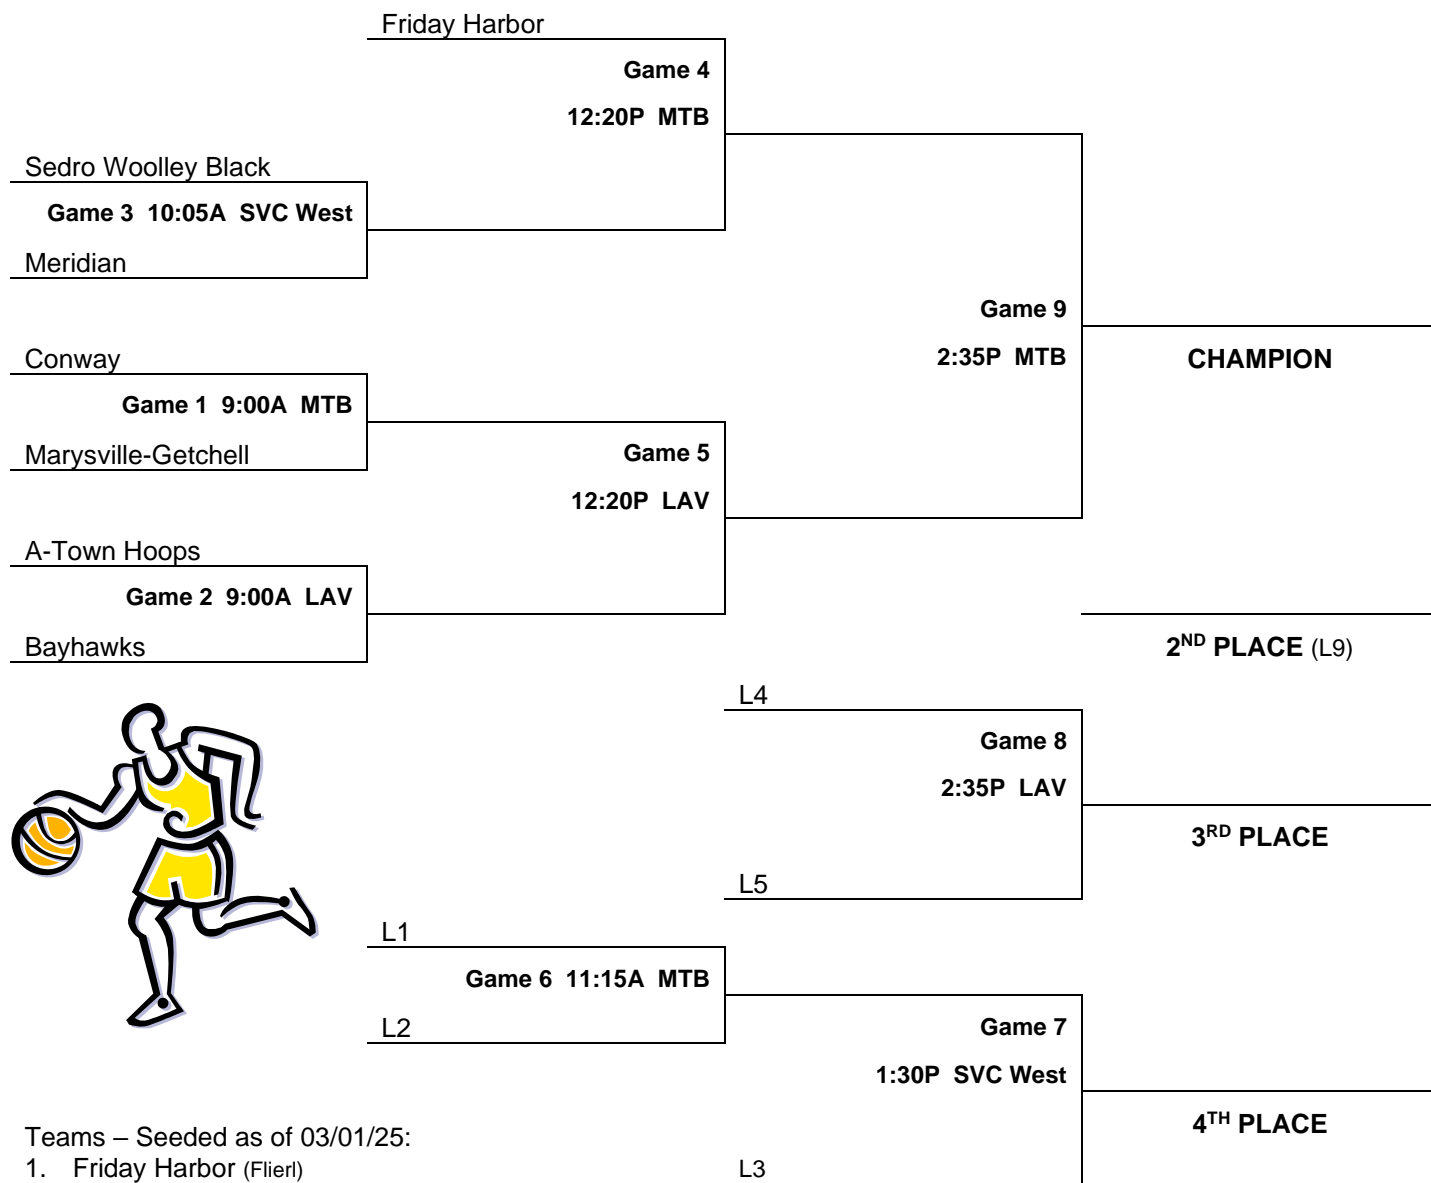 Friday Harbor
Game 4
12:20P MTB
Sedro Woolley Black
Game 3 10:05A SVC West
Meridian
Game 9
2:35P MTB
CHAMPION
Conway
Game 1 9:00A MTB
Marysville-Getchell
Game 5
12:20P LAV
A-Town Hoops
Game 2 9:00A LAV
Bayhawks
2ND PLACE (L9)
L4
Game 8
2:35P LAV
3RD PLACE
L5
L1
Game 6 11:15A MTB
L2
Game 7
1:30P SVC West
4TH PLACE
L3
Teams – Seeded as of 03/01/25:
1. Friday Harbor (Flierl)